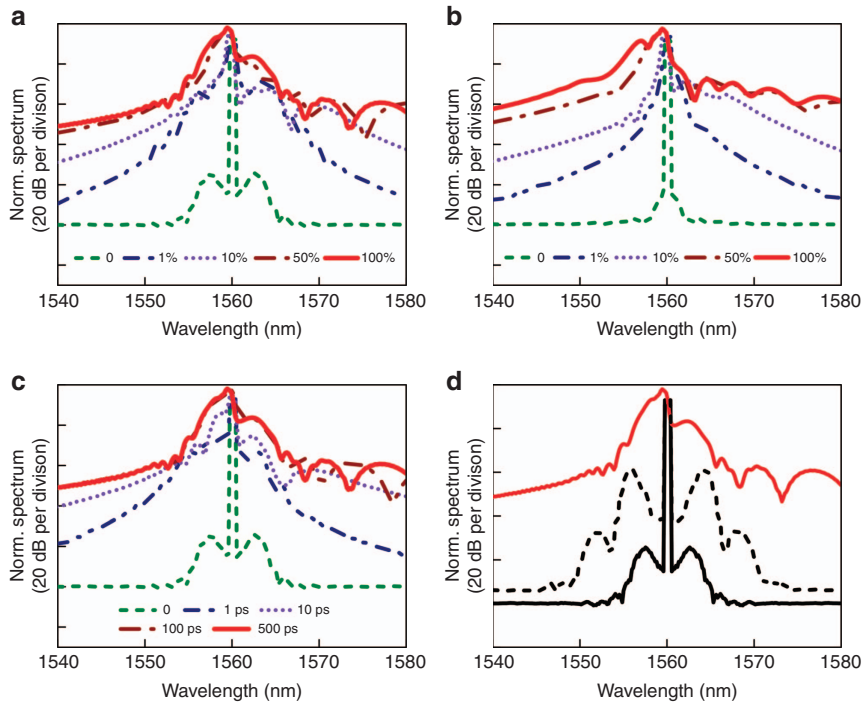 a
Norm. spectrum
(20 dB per divison)
0 1% 10% 50% 100%
1540 1550 1560 1570 1580
Wavelength (nm)
b
Norm. spectrum
(20 dB per divison)
0 1% 10% 50% 100%
1540 1550 1560 1570 1580
Wavelength (nm)
c
Norm. spectrum
(20 dB per divison)
0 1 ps 10 ps
100 ps 500 ps
1540 1550 1560 1570 1580
Wavelength (nm)
d
Norm. spectrum
(20 dB per divison)
1540 1550 1560 1570 1580
Wavelength (nm)